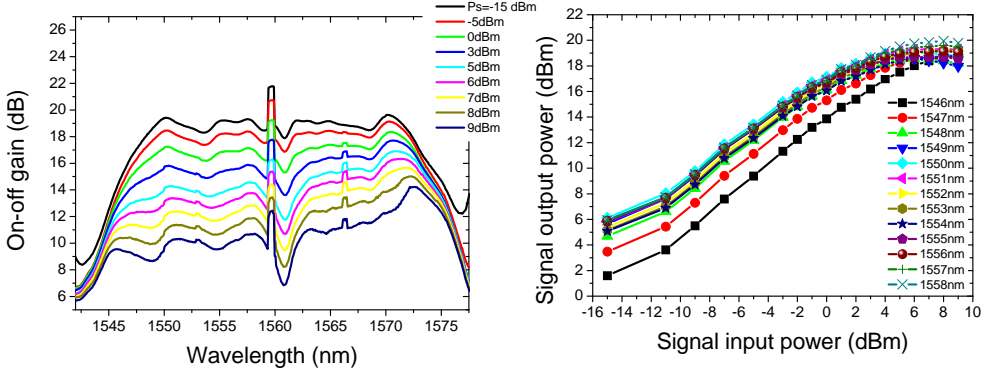 Ps=-15 dBm
-5dBm
0dBm
3dBm
5dBm
6dBm
7dBm
8dBm
9dBm
26
24
22
20
18
16
14
12
10
8
6
On-off gain (dB)
1545 1550 1555 1560 1565 1570 1575
Wavelength (nm)
22
20
18
16
14
12
10
8
6
4
2
0
Signal output power (dBm)
1546nm
1547nm
1548nm
1549nm
1550nm
1551nm
1552nm
1553nm
1554nm
1555nm
1556nm
1557nm
1558nm
-16 -14 -12 -10 -8 -6 -4 -2 0 2 4 6 8 10
Signal input power (dBm)